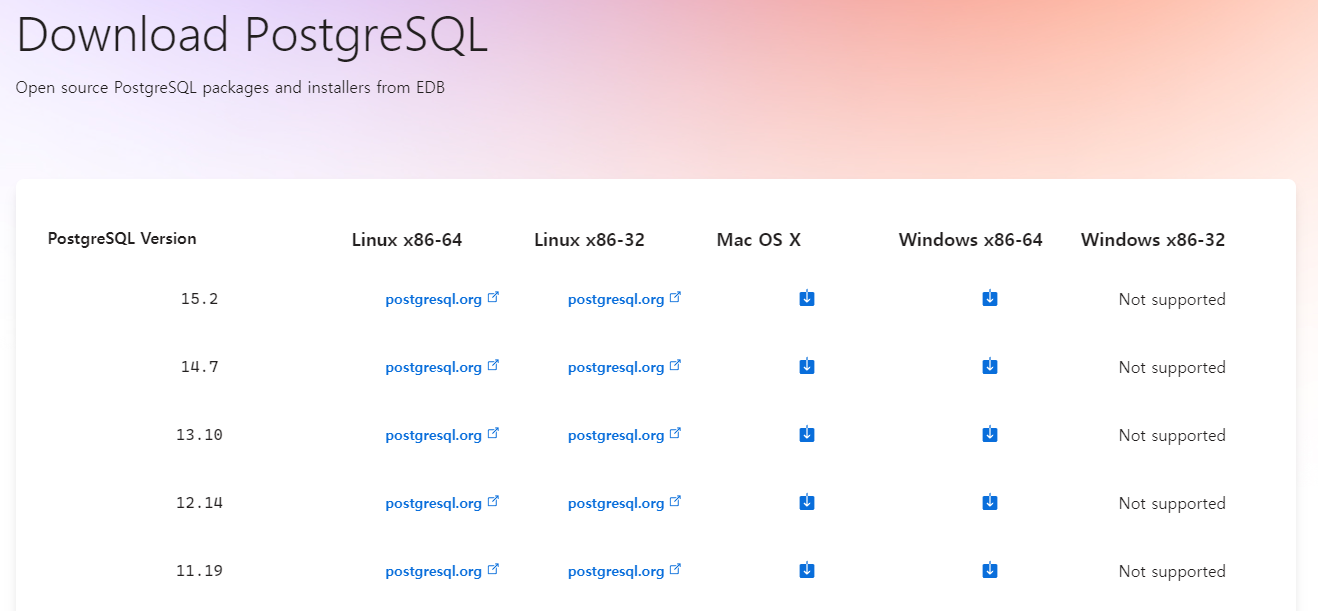 Download PostgreSQL
Open source PostgreSQL packages and installers from EDB
PostgreSQL Version Linux x86-64 Linux x86-32 Mac OS X Windows x86-64 Windows x86-32
15.2 postgresql.org postgresql.org Not supported
14.7 postgresql.org postgresql.org Not supported
13.10 postgresql.org postgresql.org Not supported
12.14 postgresql.org postgresql.org Not supported
11.19 postgresql.org postgresql.org Not supported